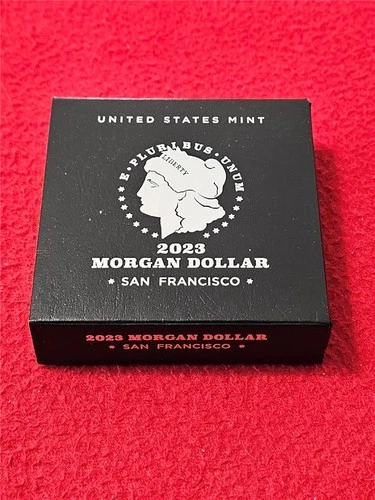 UNITED STATES MINT
E·PLURIBUS·UNUM
LIBERTY
2023
MORGAN DOLLAR
* SAN FRANCISCO *
2023 MORGAN DOLLAR
* SAN FRANCISCO *